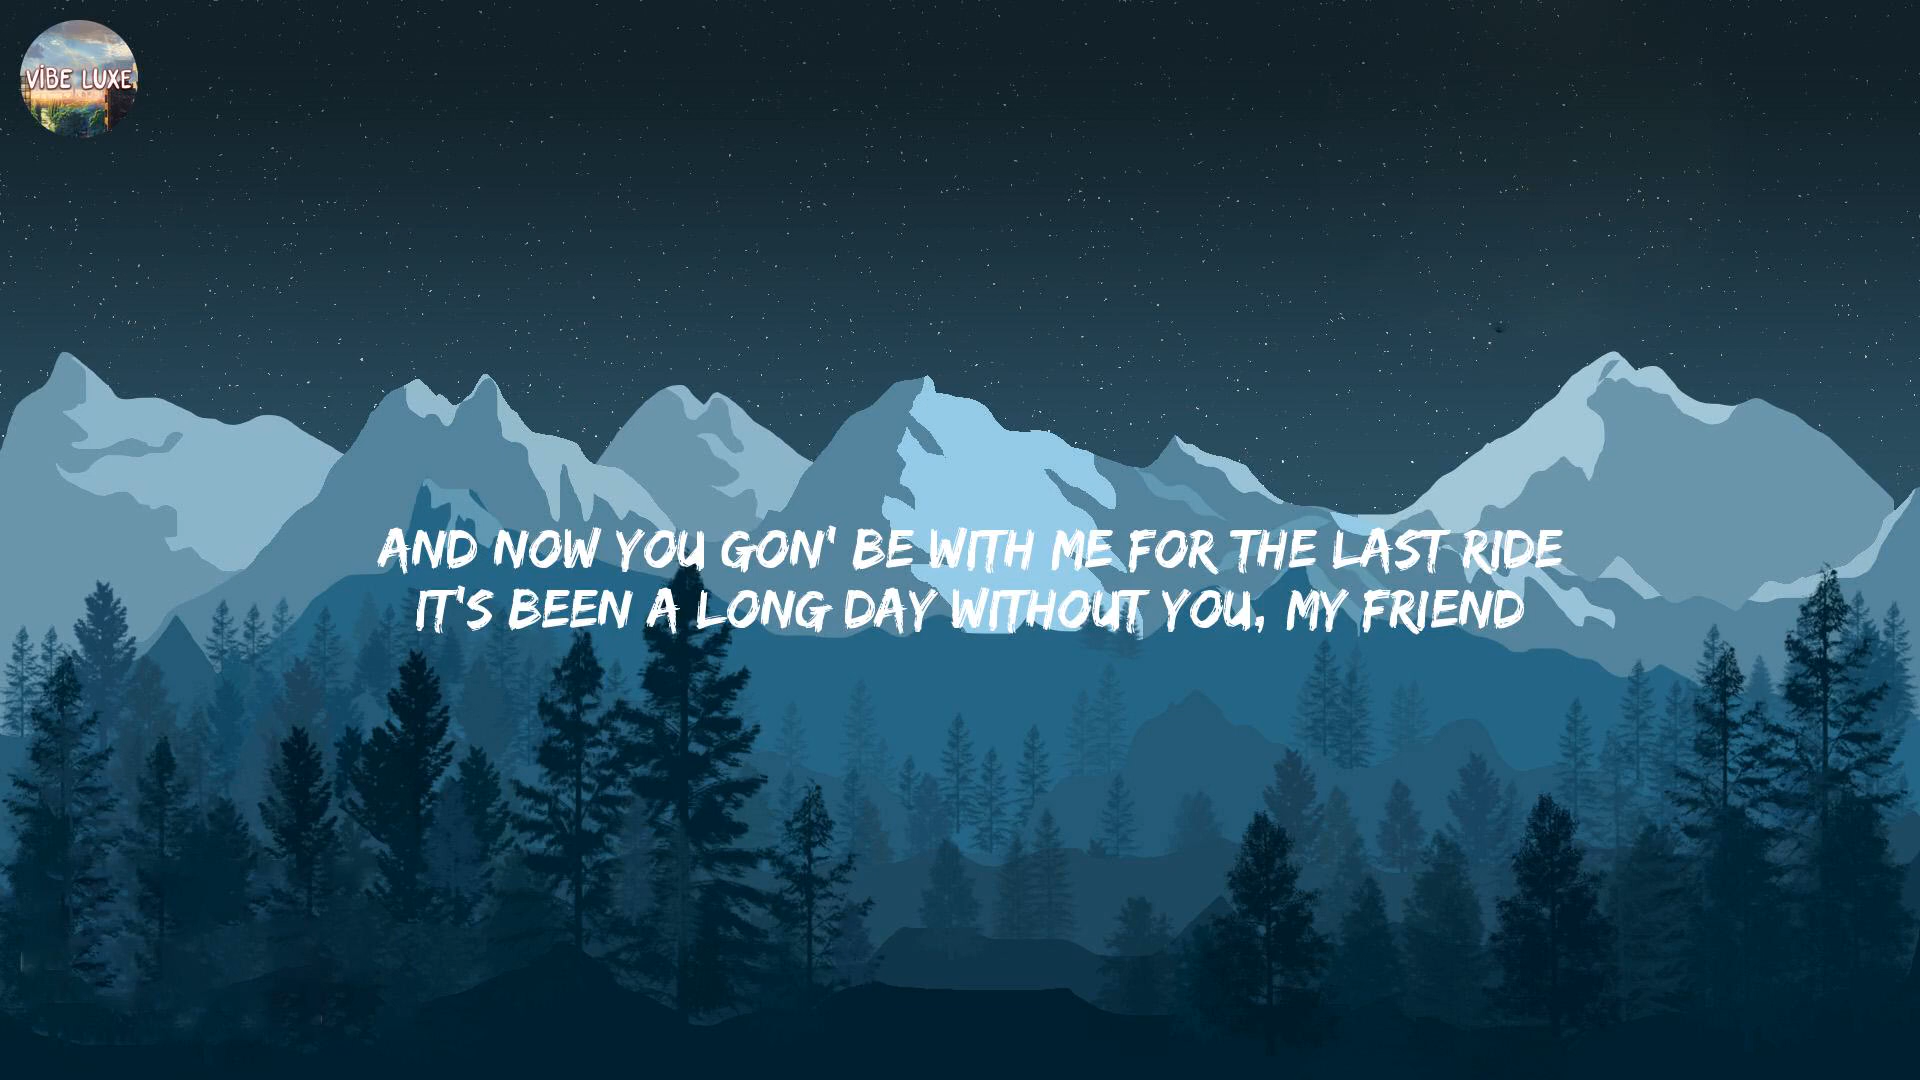 VIBE LUXE
AND NOW YOU GON' BE WITH ME FOR THE LAST RIDE
IT'S BEEN A LONG DAY WITHOUT YOU, MY FRIEND